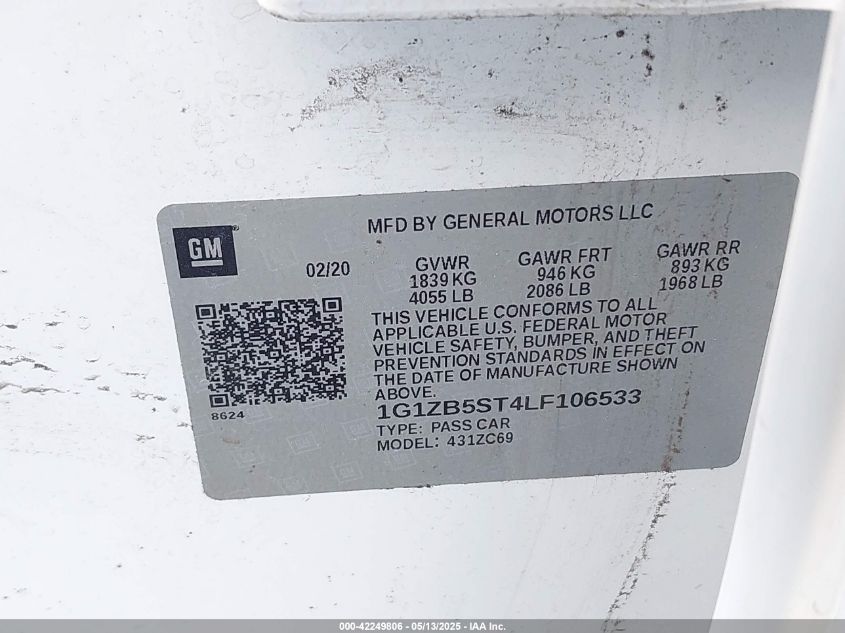 MFD BY GENERAL MOTORS LLC
GM
02/20
GVWR
1839 KG
4055 LB
GAWR FRT
946 KG
2086 LB
GAWR RR
893 KG
1968 LB
THIS VEHICLE CONFORMS TO ALL
APPLICABLE U.S. FEDERAL MOTOR
VEHICLE SAFETY, BUMPER, AND THEFT
PREVENTION STANDARDS IN EFFECT ON
THE DATE OF MANUFACTURE SHOWN
ABOVE.
8624
1G1ZB5ST4LF106533
TYPE: PASS CAR
MODEL: 431ZC69
000-42249806 - 05/13/2025 - IAA Inc.